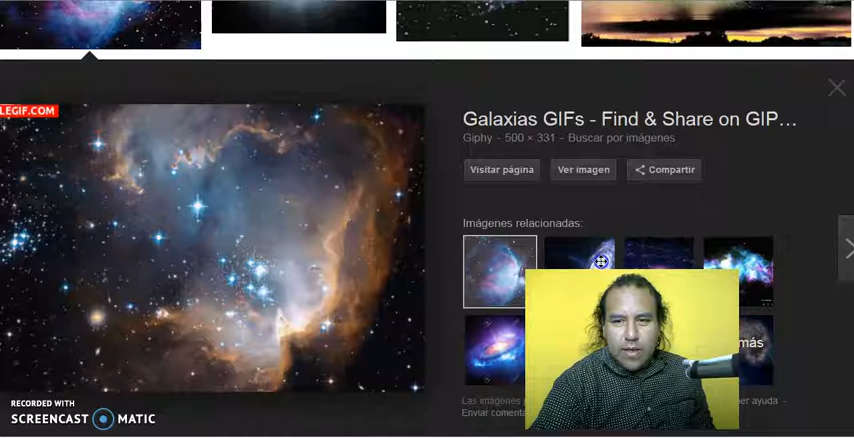 LEGIF.COM
Galaxias GIFs - Find & Share on GIP...
Giphy - 500 × 331 - Buscar por imágenes
Visitar página
Ver imagen
Compartir
Imágenes relacionadas:
más
Las imágenes
er ayuda -
Enviar comenta
RECORDED WITH
SCREENCAST MATIC